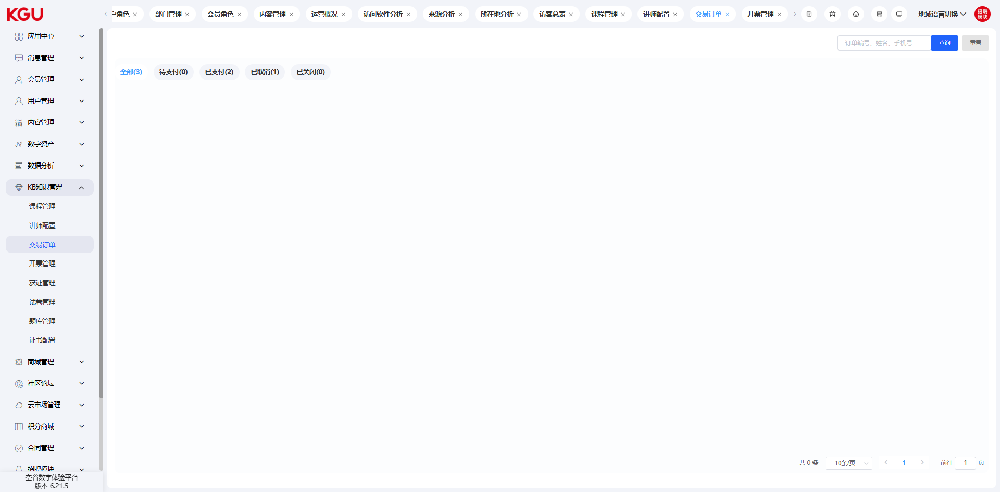 KGU
角色
部门管理
会员角色
内容管理
运营概况
访问软件分析
来源分析
所在地分析
访客总表
课程管理
讲师配置
交易订单
开票管理
地域语言切换
招聘
模块
应用中心
消息管理
会员管理
用户管理
内容管理
数字资产
数据分析
KB知识管理
课程管理
讲师配置
交易订单
开票管理
获证管理
试卷管理
题库管理
证书配置
商城管理
社区论坛
云市场管理
积分商城
合同管理
招聘模块
空谷数字体验平台
版本 6.21.5
订单编号、姓名、手机号
查询
重置
全部(3)
待支付(0)
已支付(2)
已取消(1)
已关闭(0)
共 0 条
10条/页
1
前往 1 页